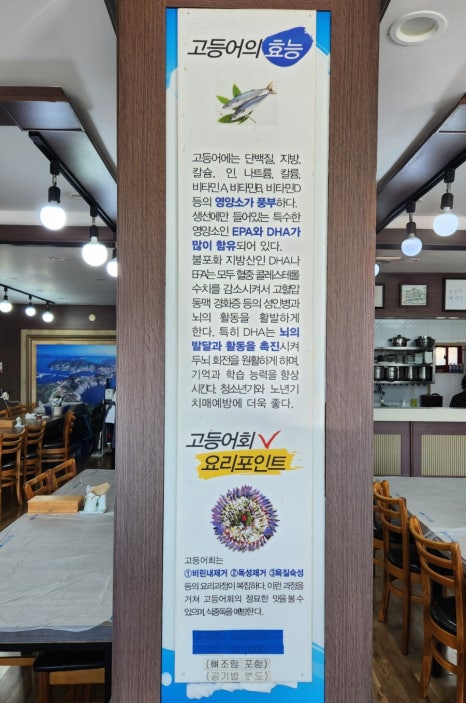 고등어의 효능
고등어에는 단백질, 지방,
칼슘, 인, 나트륨, 칼륨,
비타민A, 비타민B, 비타민D
등의 영양소가 풍부하다.
생선에만 들어있는 특수한
영양소인 EPA와 DHA가
많이 함유되어 있다.
불포화 지방산인 DHA나
EPA는 모두 혈중 콜레스테롤
수치를 감소시켜서 고혈압
동맥 경화증 등의 성인병과
뇌의 활동을 활발하게
한다. 특히 DHA는 뇌의
발달과 활동을 촉진시켜
두뇌 회전을 원활하게 하며,
기억과 학습 능력을 향상
시킨다. 청소년기와 노년기
치매예방에 더욱 좋다.
고등어회
요리포인트
고등어회는
①비린내제거 ②독성제거 ③육질숙성
등의 요리과정이 복잡하다. 이런 과정을
거쳐 고등어회의 절묘한 맛을 볼 수
있으며, 식중독을 예방한다.
(뼈조림 포함)
(공기밥 별도)